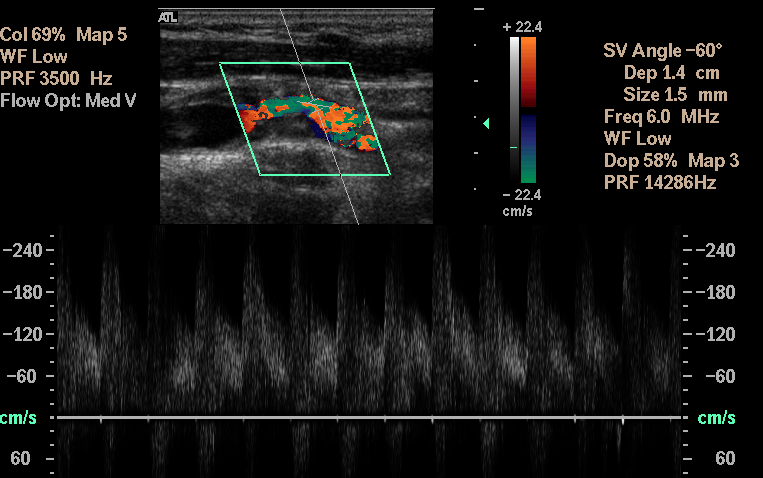 ATL
Col 69% Map 5
WF Low
PRF 3500 Hz
Flow Opt: Med V
+ 22.4
- 22.4
cm/s
SV Angle -60°
Dep 1.4 cm
Size 1.5 mm
Freq 6.0 MHz
WF Low
Dop 58% Map 3
PRF 14286Hz
-240 -240
-180 -180
-120 -120
-60 -60
cm/s cm/s
60 60